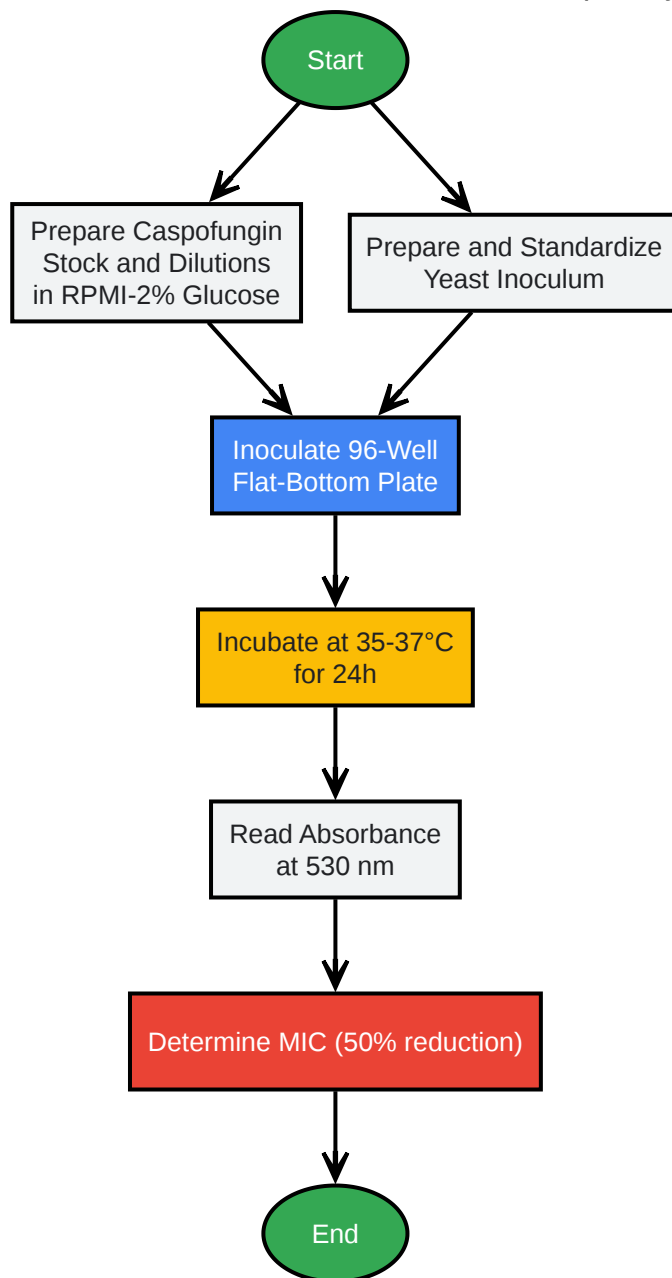 Start
Prepare Caspofungin
Stock and Dilutions
in RPMI-2% Glucose
Prepare and Standardize
Yeast Inoculum
Inoculate 96-Well
Flat-Bottom Plate
Incubate at 35-37°C
for 24h
Read Absorbance
at 530 nm
Determine MIC (50% reduction)
End